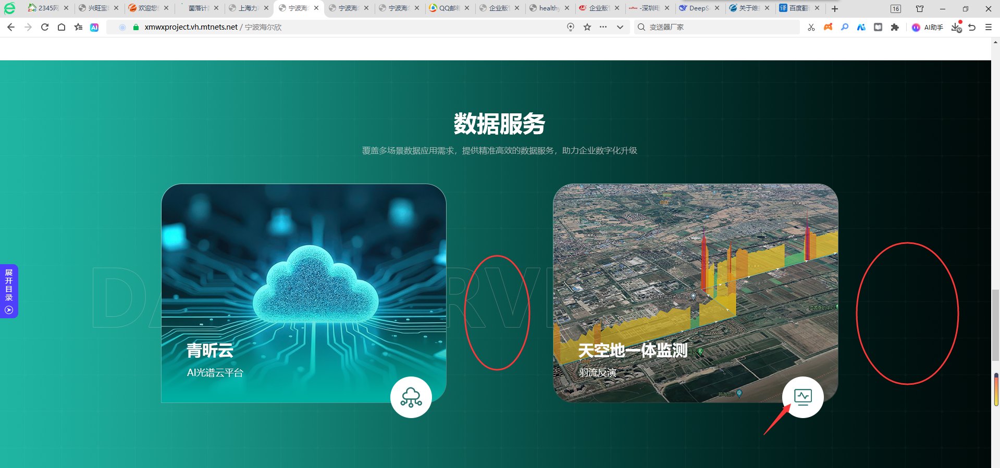 2345网
兴旺宝
欢迎您
菌落计
上海力
宁波海尔
宁波海
宁波海尔
QQ邮箱
企业版
healthy
企业版
-深圳电
DeepS
关于维
百度翻
16
xmwxproject.vh.mtnets.net / 宁波海尔欣
变送器厂家
AI助手
数据服务
覆盖多场景数据应用需求，提供精准高效的数据服务，助力企业数字化升级
展开目录
青昕云
AI光谱云平台
天空地一体监测
羽流反演